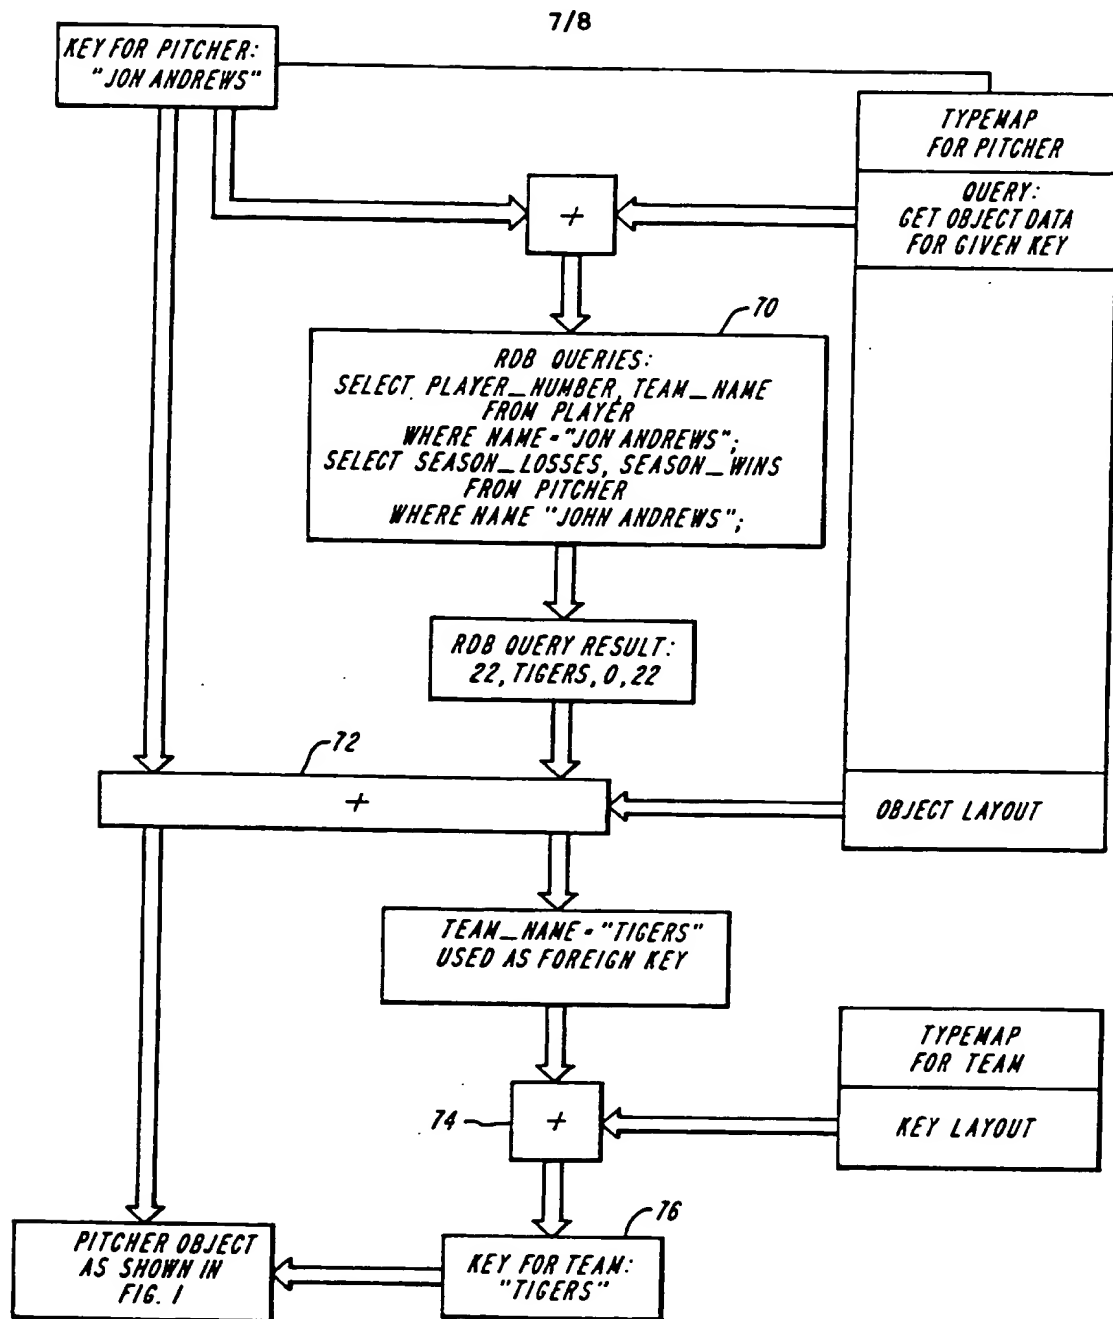 7/8
KEY FOR PITCHER:
"JON ANDREWS"
TYPEMAP
FOR PITCHER
QUERY:
GET OBJECT DATA
FOR GIVEN KEY
+
70
RDB QUERIES:
SELECT PLAYER_NUMBER, TEAM_NAME
FROM PLAYER
WHERE NAME = "JON ANDREWS";
SELECT SEASON_LOSSES, SEASON_WINS
FROM PITCHER
WHERE NAME "JOHN ANDREWS";
RDB QUERY RESULT:
22, TIGERS, 0, 22
72
+
OBJECT LAYOUT
TEAM_NAME = "TIGERS"
USED AS FOREIGN KEY
TYPEMAP
FOR TEAM
74
+
KEY LAYOUT
76
PITCHER OBJECT
AS SHOWN IN
FIG. 1
KEY FOR TEAM:
"TIGERS"